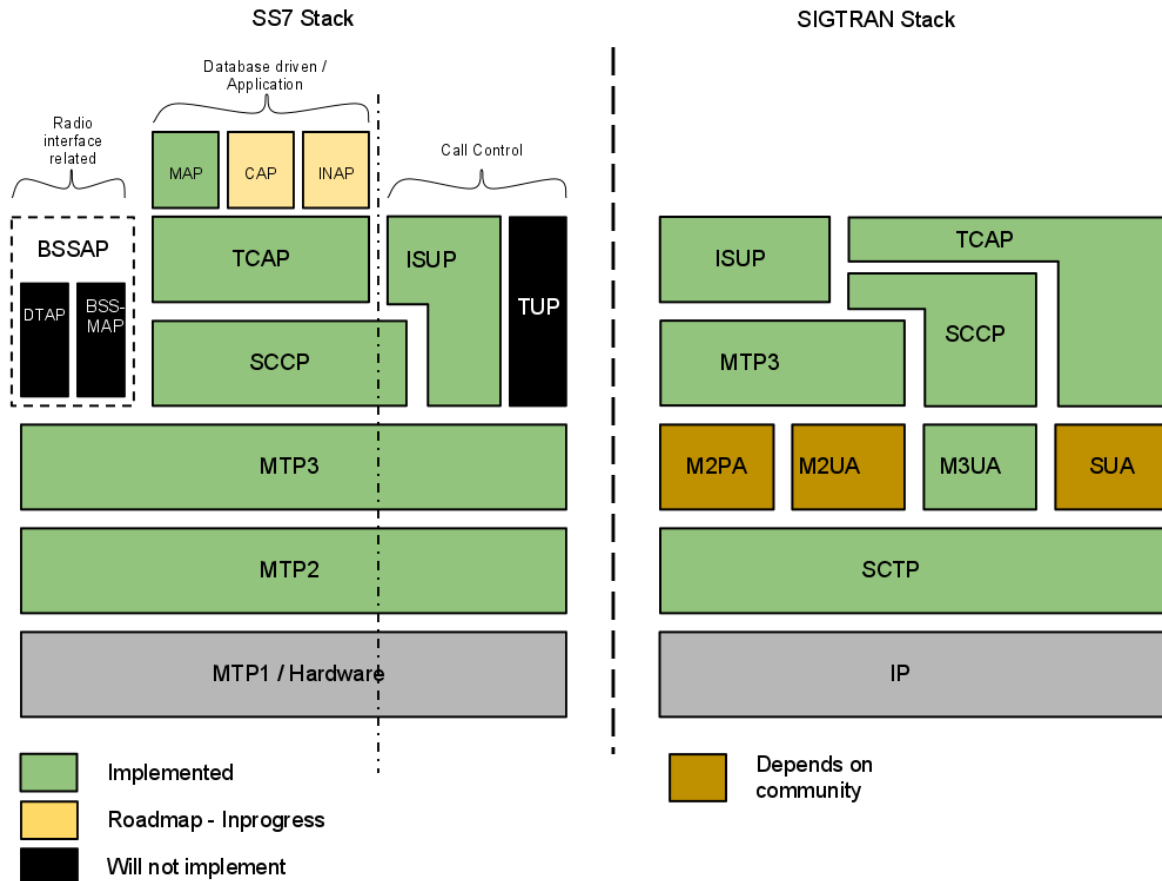 SS7 Stack
SIGTRAN Stack
Database driven /
Application
Radio
interface
related
Call Control
MAP
CAP
INAP
BSSAP
DTAP
BSS-
MAP
TCAP
ISUP
TUP
SCCP
MTP3
MTP2
MTP1 / Hardware
ISUP
TCAP
SCCP
MTP3
M2PA
M2UA
M3UA
SUA
SCTP
IP
Implemented
Roadmap - Inprogress
Will not implement
Depends on
community